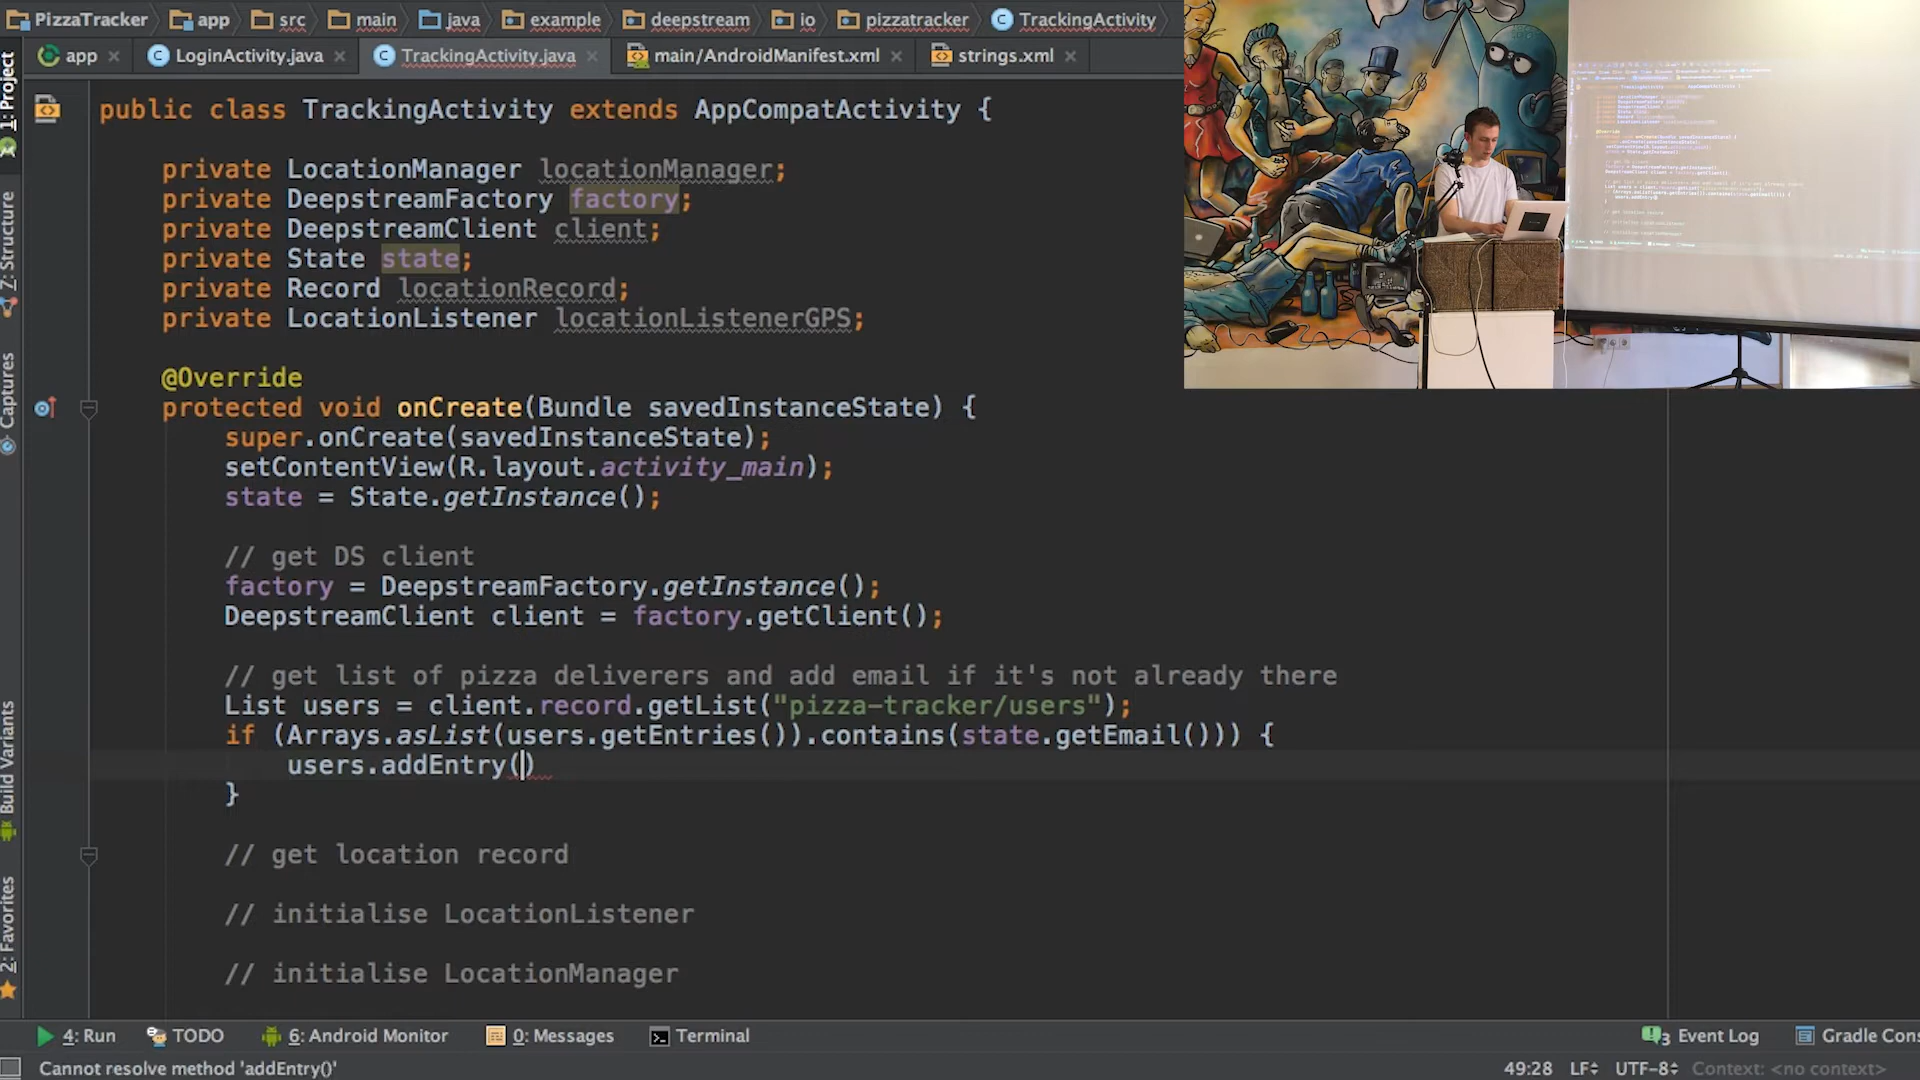 PizzaTracker app src main java example deepstream io pizzatracker TrackingActivity
app LoginActivity.java TrackingActivity.java main/AndroidManifest.xml strings.xml
1: Project
7: Structure
Captures
Build Variants
2: Favorites
public class TrackingActivity extends AppCompatActivity {
private LocationManager locationManager;
private DeepstreamFactory factory;
private DeepstreamClient client;
private State state;
private Record locationRecord;
private LocationListener locationListenerGPS;
@Override
protected void onCreate(Bundle savedInstanceState) {
super.onCreate(savedInstanceState);
setContentView(R.layout.activity_main);
state = State.getInstance();
// get DS client
factory = DeepstreamFactory.getInstance();
DeepstreamClient client = factory.getClient();
// get list of pizza deliverers and add email if it's not already there
List users = client.record.getList("pizza-tracker/users");
if (Arrays.asList(users.getEntries()).contains(state.getEmail())) {
users.addEntry()
}
// get location record
// initialise LocationListener
// initialise LocationManager
4: Run TODO 6: Android Monitor 0: Messages Terminal 3 Event Log Gradle Cons
Cannot resolve method 'addEntry()' 49:28 LF UTF-8 Context: <no context>